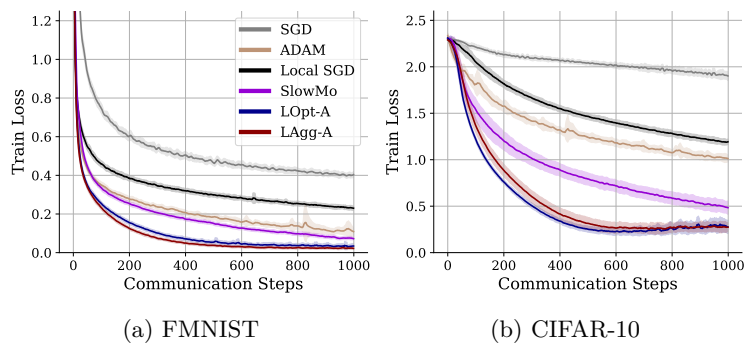 1.2
1.0
0.8
0.6
0.4
0.2
0.0
Train Loss
SGD
ADAM
Local SGD
SlowMo
LOpt-A
LAgg-A
0 200 400 600 800 1000
Communication Steps
(a) FMNIST
2.5
2.0
1.5
1.0
0.5
0.0
Train Loss
0 200 400 600 800 1000
Communication Steps
(b) CIFAR-10